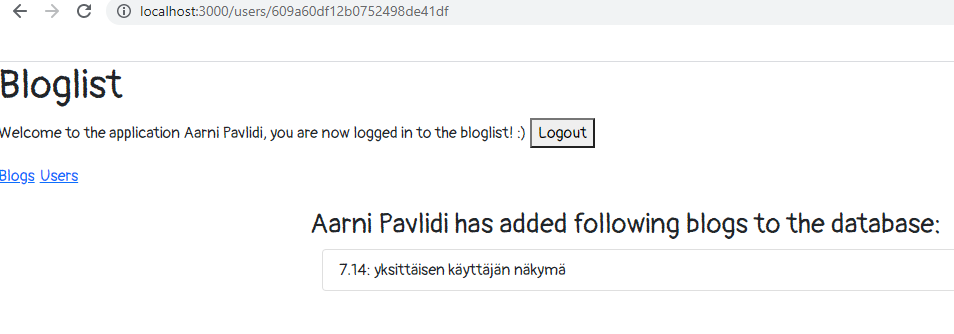 localhost:3000/users/609a60df12b0752498de41df
Bloglist
Welcome to the application Aarni Pavlidi, you are now logged in to the bloglist! :) Logout
Blogs Users
Aarni Pavlidi has added following blogs to the database:
7.14: yksittäisen käyttäjän näkymä